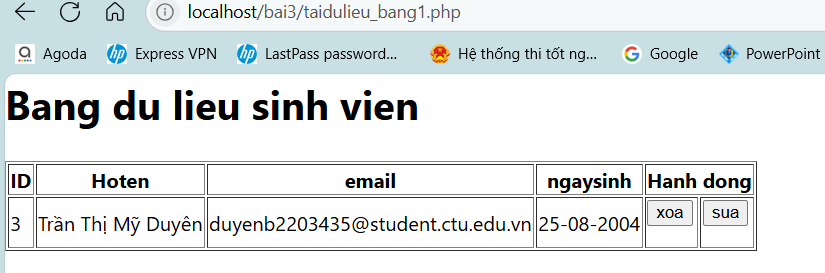 localhost/bai3/taidulieu_bang1.php
Agoda Express VPN LastPass password... Hệ thống thi tốt ng... Google PowerPoint
Bang du lieu sinh vien
ID Hoten email ngaysinh Hanh dong
3 Trần Thị Mỹ Duyên duyenb2203435@student.ctu.edu.vn 25-08-2004 xoa sua